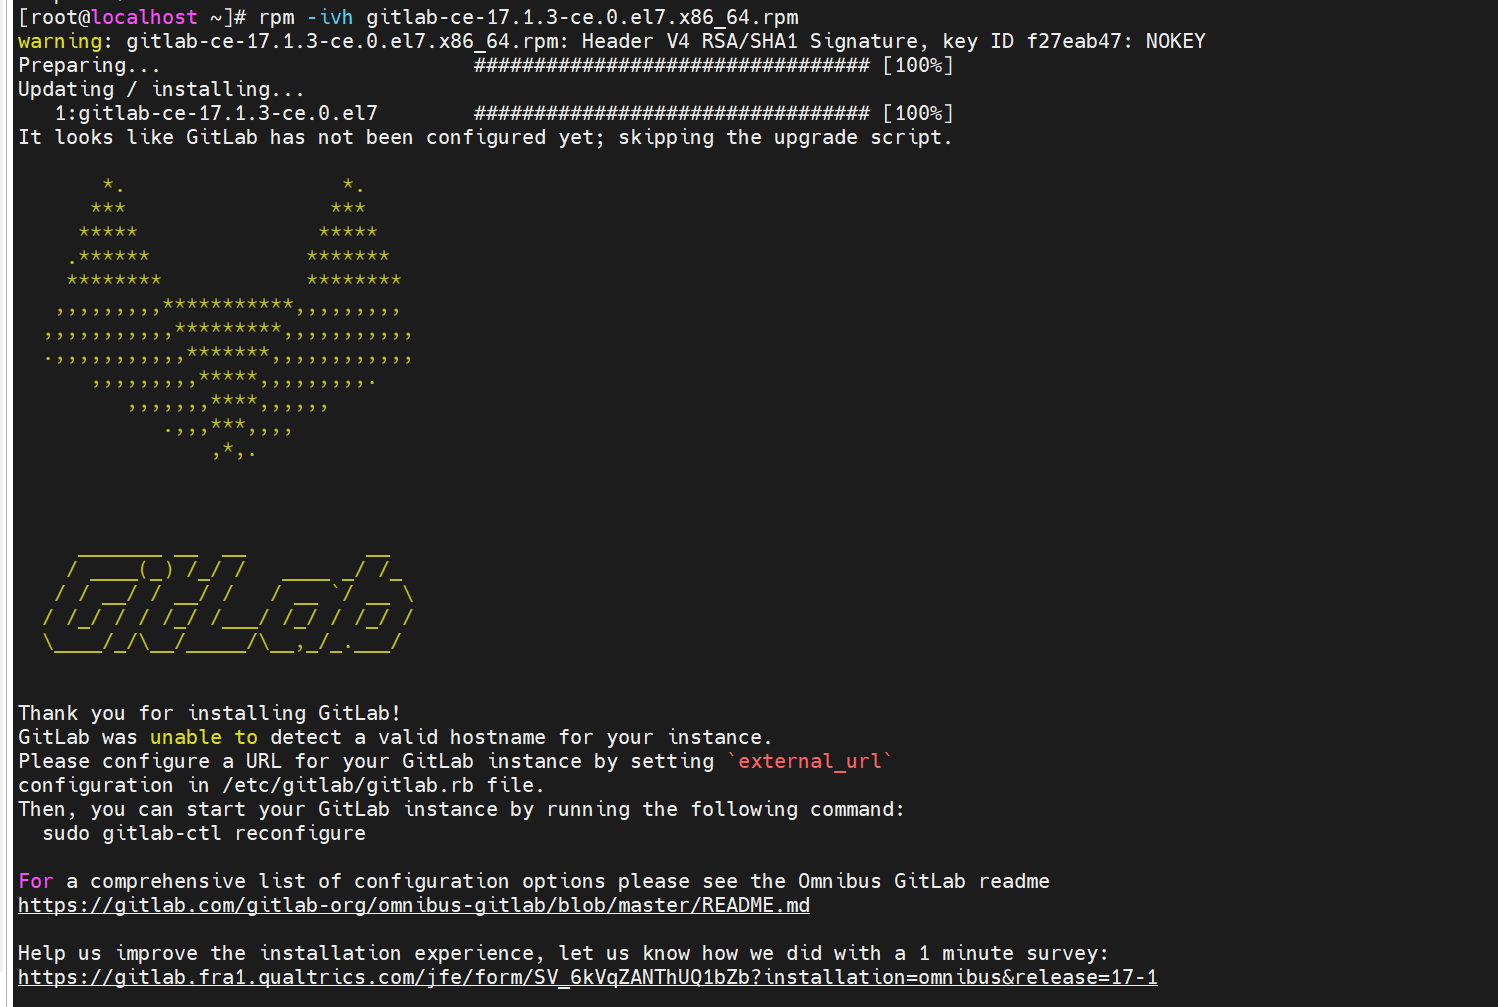 [root@localhost ~]# rpm -ivh gitlab-ce-17.1.3-ce.0.el7.x86_64.rpm
warning: gitlab-ce-17.1.3-ce.0.el7.x86_64.rpm: Header V4 RSA/SHA1 Signature, key ID f27eab47: NOKEY
Preparing...                          ################################# [100%]
Updating / installing...
   1:gitlab-ce-17.1.3-ce.0.el7        ################################# [100%]
It looks like GitLab has not been configured yet; skipping the upgrade script.

       *.                  *.
      ***                 ***
     *****               *****
    .******             *******
    ********            ********
   ,,,,,,,,,***********,,,,,,,,,
  ,,,,,,,,,,,*********,,,,,,,,,,,
  .,,,,,,,,,,,*******,,,,,,,,,,,,
      ,,,,,,,,,*****,,,,,,,,,.
         ,,,,,,,****,,,,,,
            .,,,***,,,,
                ,*,.

     _______ __  __          __
    / ____(_) /_/ /   ____ _/ /_
   / / __/ / __/ /   / __ `/ __ \
  / /_/ / / /_/ /___/ /_/ / /_/ /
  \____/_/\__/_____/\__,_/_.___/

Thank you for installing GitLab!
GitLab was unable to detect a valid hostname for your instance.
Please configure a URL for your GitLab instance by setting `external_url`
configuration in /etc/gitlab/gitlab.rb file.
Then, you can start your GitLab instance by running the following command:
  sudo gitlab-ctl reconfigure

For a comprehensive list of configuration options please see the Omnibus GitLab readme
https://gitlab.com/gitlab-org/omnibus-gitlab/blob/master/README.md

Help us improve the installation experience, let us know how we did with a 1 minute survey:
https://gitlab.fra1.qualtrics.com/jfe/form/SV_6kVqZANThUQ1bZb?installation=omnibus&release=17-1